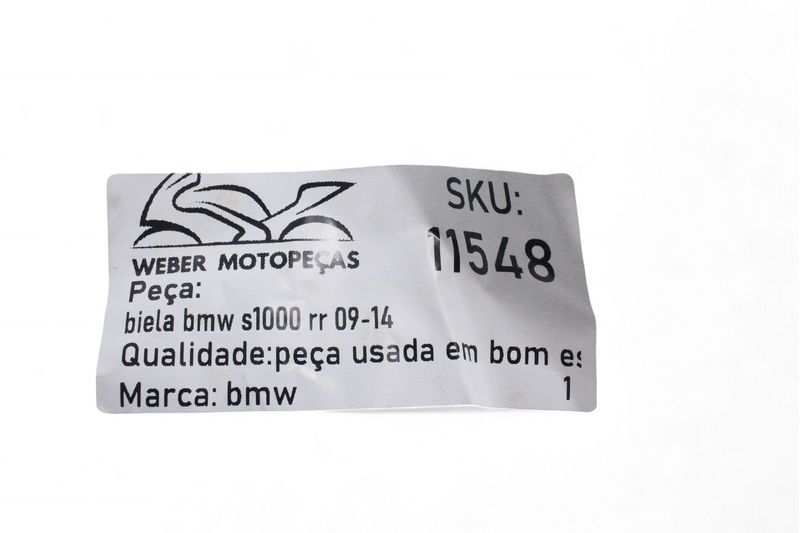 WEBER MOTOPEÇAS
SKU:
11548
Peça:
biela bmw s1000 rr 09-14
Qualidade:peça usada em bom es
Marca: bmw
1